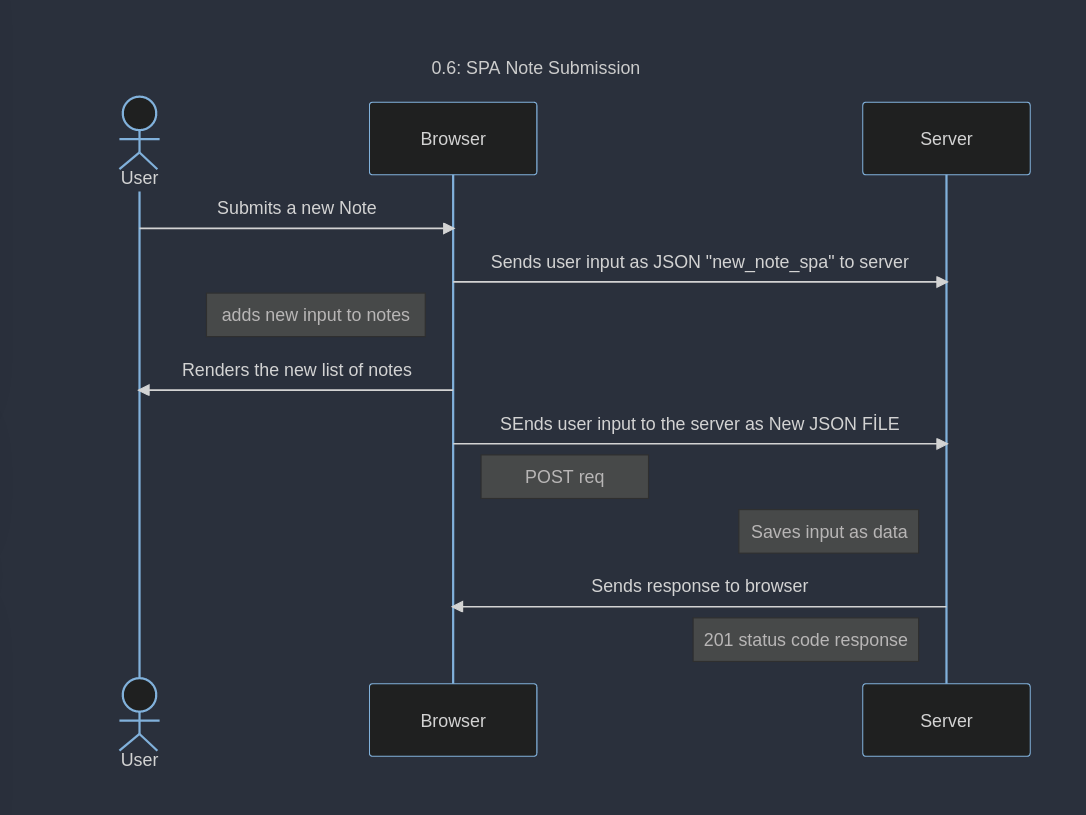 0.6: SPA Note Submission
User
Browser
Server
Submits a new Note
Sends user input as JSON "new_note_spa" to server
adds new input to notes
Renders the new list of notes
SEnds user input to the server as New JSON FİLE
POST req
Saves input as data
Sends response to browser
201 status code response
User
Browser
Server